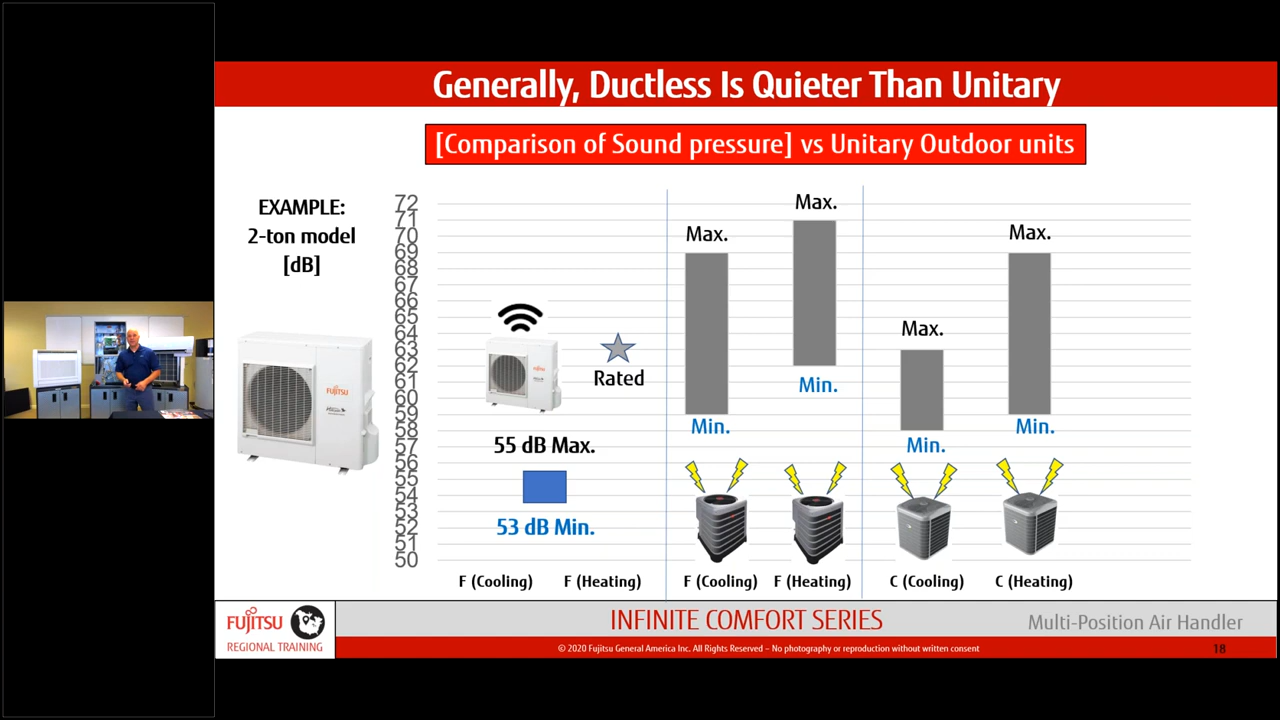 Generally, Ductless Is Quieter Than Unitary
[Comparison of Sound pressure] vs Unitary Outdoor units
EXAMPLE:
2-ton model
[dB]
72
71
70
69
68
67
66
65
64
63
62
61
60
59
58
57
56
55
54
53
52
51
50
Rated
55 dB Max.
53 dB Min.
Max.
Min.
Max.
Min.
Max.
Min.
Max.
Min.
FUJITSU
FUJITSU
F (Cooling)
F (Heating)
F (Cooling)
F (Heating)
C (Cooling)
C (Heating)
FUJITSU
REGIONAL TRAINING
INFINITE COMFORT SERIES
Multi-Position Air Handler
© 2020 Fujitsu General America Inc. All Rights Reserved – No photography or reproduction without written consent
18